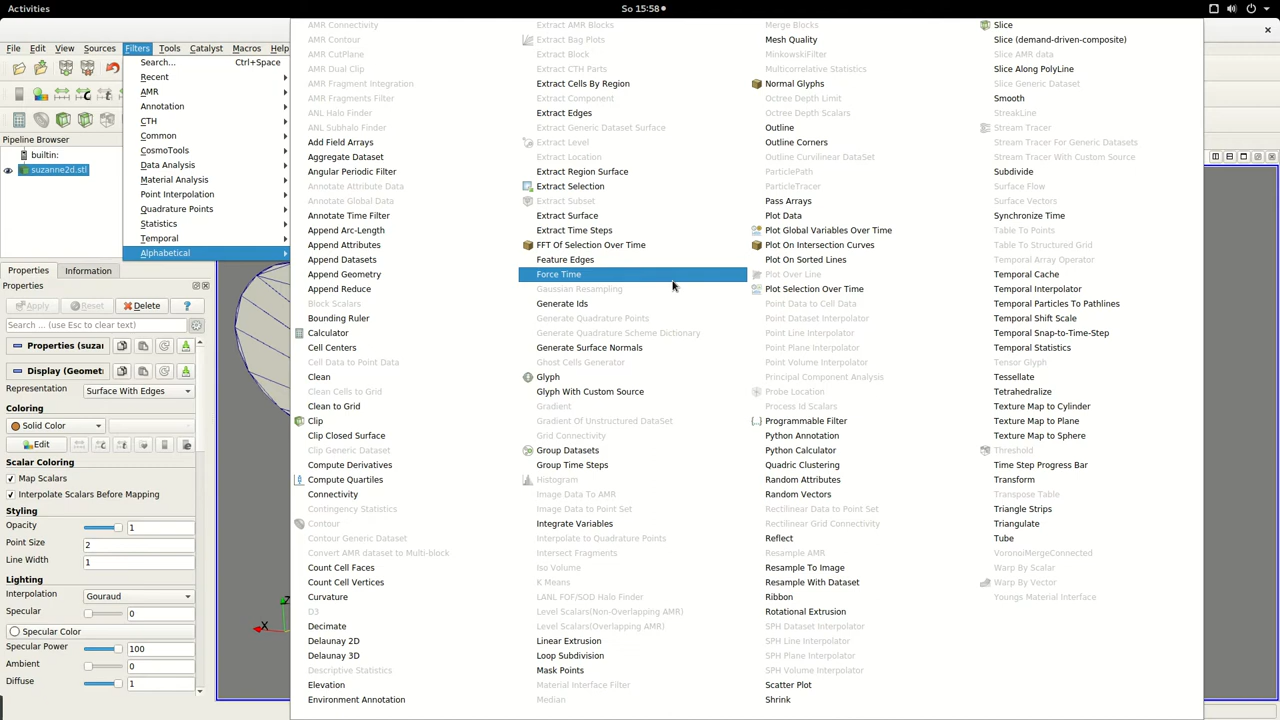 Activities
So 15:58
File
Edit
View
Sources
Filters
Tools
Catalyst
Macros
Help
Search...
Ctrl+Space
Recent
AMR
Annotation
CTH
Common
CosmoTools
Data Analysis
Material Analysis
Point Interpolation
Quadrature Points
Statistics
Temporal
Alphabetical
Pipeline Browser
builtin:
suzanne2d.stl
Properties
Information
Properties
Apply
Reset
Delete
?
Search ... (use Esc to clear text)
Properties (suzan
Display (Geometr
Representation
Surface With Edges
Coloring
Solid Color
Edit
Scalar Coloring
Map Scalars
Interpolate Scalars Before Mapping
Styling
Opacity
1
Point Size
2
Line Width
1
Lighting
Interpolation
Gouraud
Specular
0
Specular Color
Specular Power
100
Ambient
0
Diffuse
1
X
Z
AMR Connectivity
AMR Contour
AMR CutPlane
AMR Dual Clip
AMR Fragment Integration
AMR Fragments Filter
ANL Halo Finder
ANL Subhalo Finder
Add Field Arrays
Aggregate Dataset
Angular Periodic Filter
Annotate Attribute Data
Annotate Global Data
Annotate Time Filter
Append Arc-Length
Append Attributes
Append Datasets
Append Geometry
Append Reduce
Block Scalars
Bounding Ruler
Calculator
Cell Centers
Cell Data to Point Data
Clean
Clean Cells to Grid
Clean to Grid
Clip
Clip Closed Surface
Clip Generic Dataset
Compute Derivatives
Compute Quartiles
Connectivity
Contingency Statistics
Contour
Contour Generic Dataset
Convert AMR dataset to Multi-block
Count Cell Faces
Count Cell Vertices
Curvature
D3
Decimate
Delaunay 2D
Delaunay 3D
Descriptive Statistics
Elevation
Environment Annotation
Extract AMR Blocks
Extract Bag Plots
Extract Block
Extract CTH Parts
Extract Cells By Region
Extract Component
Extract Edges
Extract Generic Dataset Surface
Extract Level
Extract Location
Extract Region Surface
Extract Selection
Extract Subset
Extract Surface
Extract Time Steps
FFT Of Selection Over Time
Feature Edges
Force Time
Gaussian Resampling
Generate Ids
Generate Quadrature Points
Generate Quadrature Scheme Dictionary
Generate Surface Normals
Ghost Cells Generator
Glyph
Glyph With Custom Source
Gradient
Gradient Of Unstructured DataSet
Grid Connectivity
Group Datasets
Group Time Steps
Histogram
Image Data To AMR
Image Data to Point Set
Integrate Variables
Interpolate to Quadrature Points
Intersect Fragments
Iso Volume
K Means
LANL FOF/SOD Halo Finder
Level Scalars(Non-Overlapping AMR)
Level Scalars(Overlapping AMR)
Linear Extrusion
Loop Subdivision
Mask Points
Material Interface Filter
Median
Merge Blocks
Mesh Quality
MinkowskiFilter
Multicorrelative Statistics
Normal Glyphs
Octree Depth Limit
Octree Depth Scalars
Outline
Outline Corners
Outline Curvilinear DataSet
ParticlePath
ParticleTracer
Pass Arrays
Plot Data
Plot Global Variables Over Time
Plot On Intersection Curves
Plot On Sorted Lines
Plot Over Line
Plot Selection Over Time
Point Data to Cell Data
Point Dataset Interpolator
Point Line Interpolator
Point Plane Interpolator
Point Volume Interpolator
Principal Component Analysis
Probe Location
Process Id Scalars
Programmable Filter
Python Annotation
Python Calculator
Quadric Clustering
Random Attributes
Random Vectors
Rectilinear Data to Point Set
Rectilinear Grid Connectivity
Reflect
Resample AMR
Resample To Image
Resample With Dataset
Ribbon
Rotational Extrusion
SPH Dataset Interpolator
SPH Line Interpolator
SPH Plane Interpolator
SPH Volume Interpolator
Scatter Plot
Shrink
Slice
Slice (demand-driven-composite)
Slice AMR data
Slice Along PolyLine
Slice Generic Dataset
Smooth
StreakLine
Stream Tracer
Stream Tracer For Generic Datasets
Stream Tracer With Custom Source
Subdivide
Surface Flow
Surface Vectors
Synchronize Time
Table To Points
Table To Structured Grid
Temporal Array Operator
Temporal Cache
Temporal Interpolator
Temporal Particles To Pathlines
Temporal Shift Scale
Temporal Snap-to-Time-Step
Temporal Statistics
Tensor Glyph
Tessellate
Tetrahedralize
Texture Map to Cylinder
Texture Map to Plane
Texture Map to Sphere
Threshold
Time Step Progress Bar
Transform
Transpose Table
Triangle Strips
Triangulate
Tube
VoronoiMergeConnected
Warp By Scalar
Warp By Vector
Youngs Material Interface